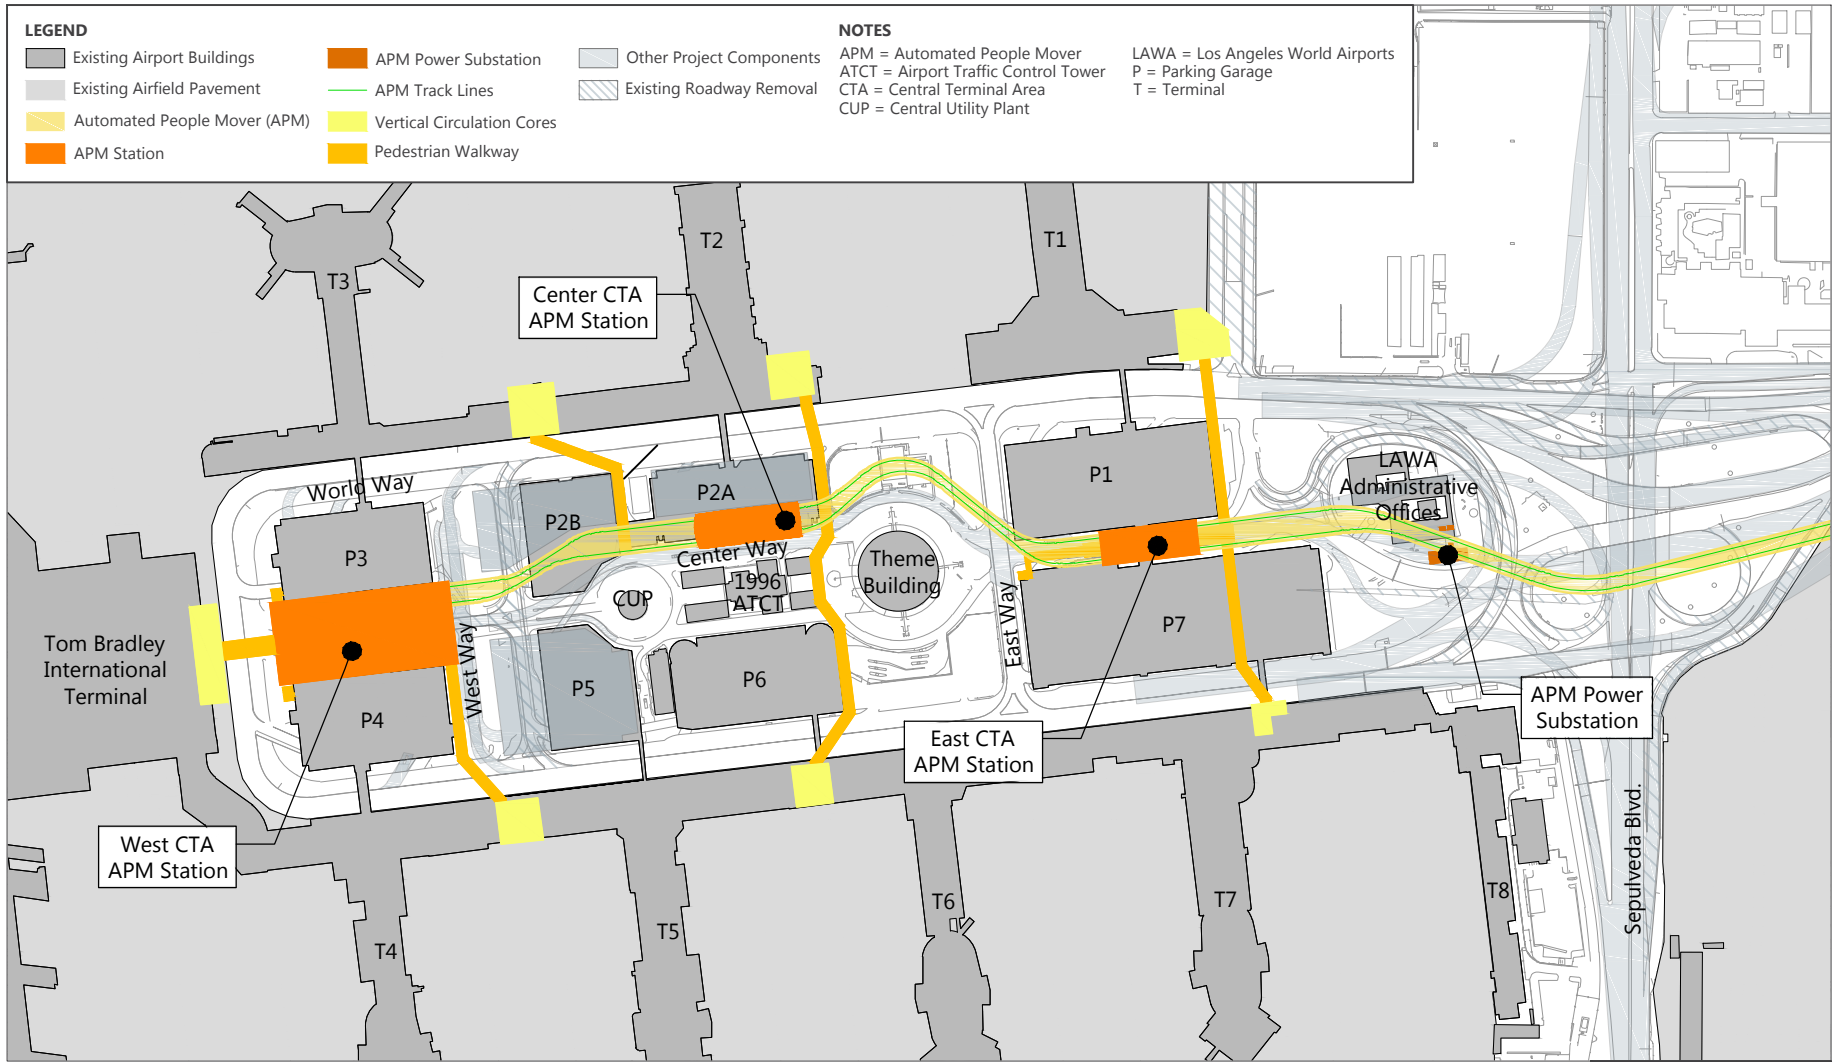 LEGEND
Existing Airport Buildings
Existing Airfield Pavement
Automated People Mover (APM)
APM Station
APM Power Substation
APM Track Lines
Vertical Circulation Cores
Pedestrian Walkway
Other Project Components
Existing Roadway Removal
NOTES
APM = Automated People Mover
ATCT = Airport Traffic Control Tower
CTA = Central Terminal Area
CUP = Central Utility Plant
LAWA = Los Angeles World Airports
P = Parking Garage
T = Terminal
T3
T2
T1
Center CTA
APM Station
World Way
P3
P2B
P2A
Center Way
CUP
1996
ATCT
Theme
Building
P1
LAWA
Administrative
Offices
Tom Bradley
International
Terminal
P4
West Way
P5
P6
East Way
P7
East CTA
APM Station
APM Power
Substation
West CTA
APM Station
T4
T5
T6
T7
T8
Sepulveda Blvd.